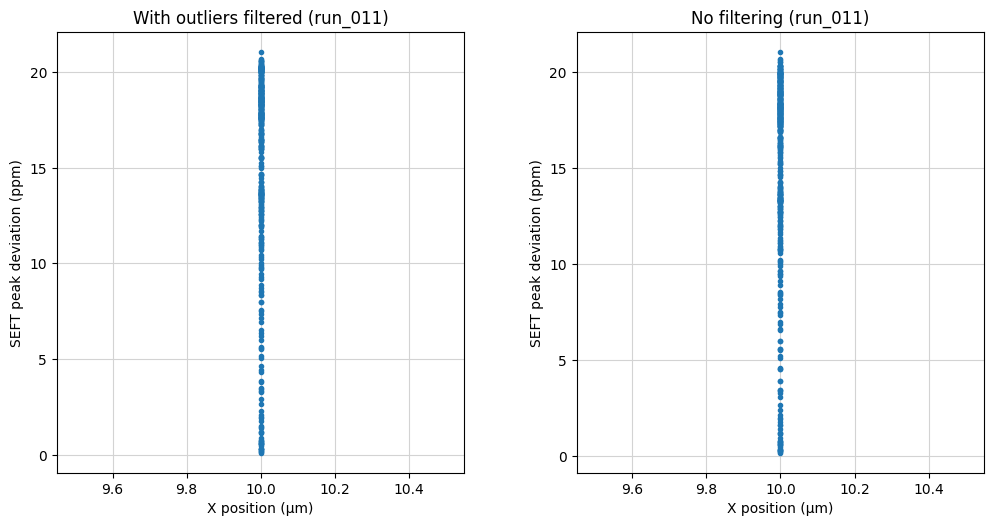 With outliers filtered (run_011)
SEFT peak deviation (ppm)
20
15
10
5
0
9.6 9.8 10.0 10.2 10.4
X position (μm)
No filtering (run_011)
SEFT peak deviation (ppm)
20
15
10
5
0
9.6 9.8 10.0 10.2 10.4
X position (μm)